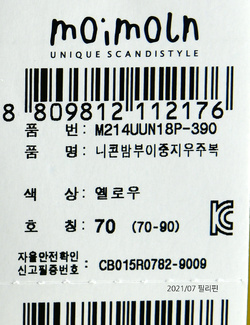 moimoln
UNIQUE SCANDISTYLE
8 809812 112176
품 번: M214UUN18P-390
품 명: 니콘밤부이중지우주복
색 상: 옐로우
호 칭: 70 (70-90)
자율안전확인
신고필증번호: CB015R0782-9009
2021/07 필리핀